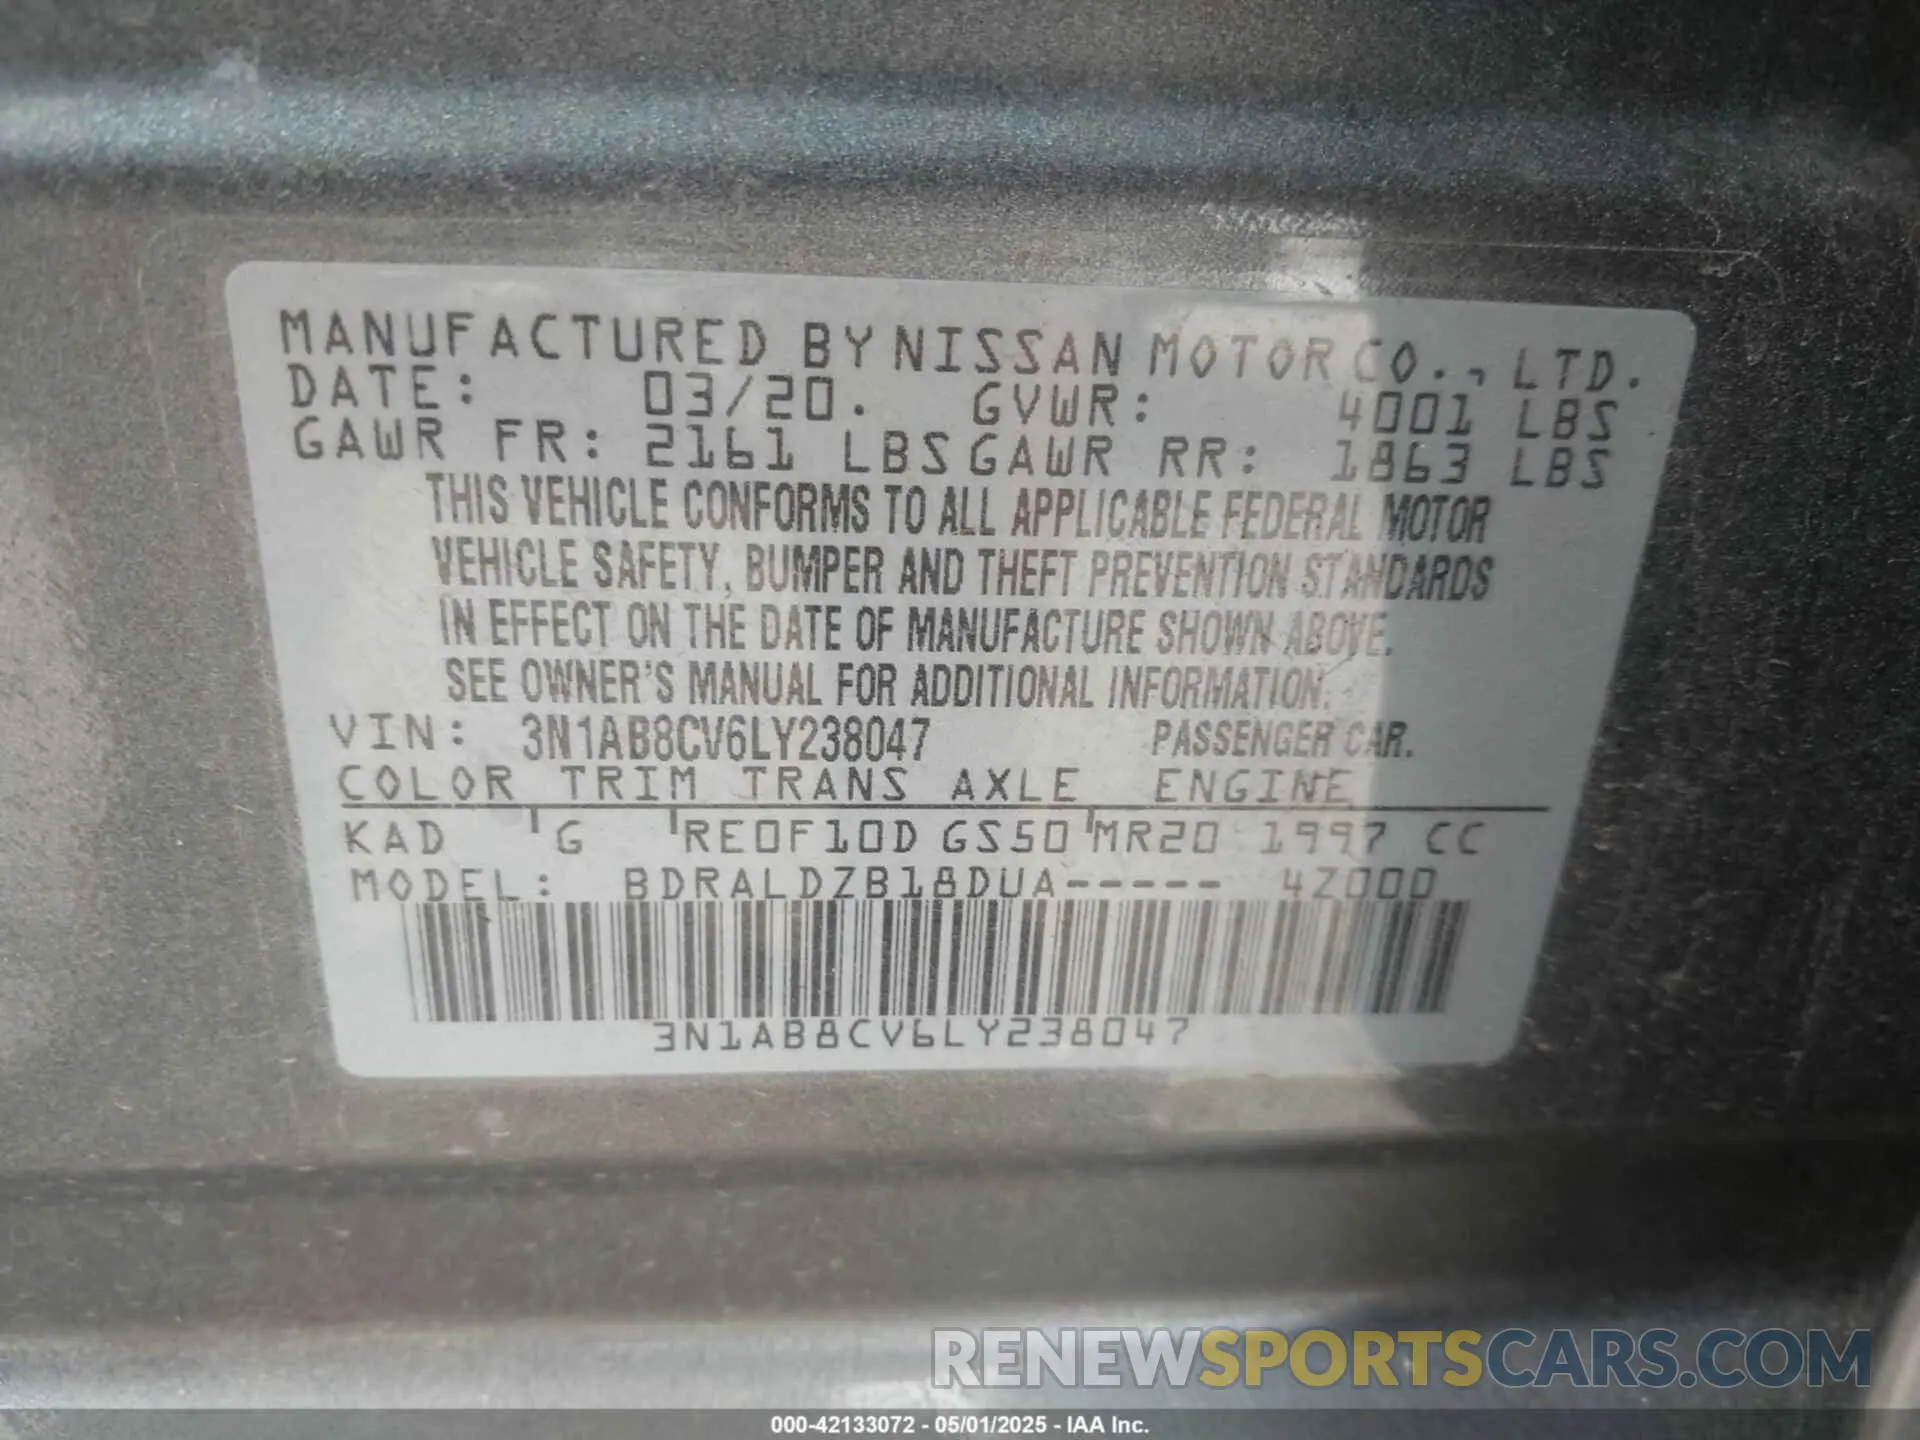 MANUFACTURED BY NISSAN MOTOR CO., LTD.
DATE: 03/20. GVWR: 4001 LBS
GAWR FR: 2161 LBS GAWR RR: 1863 LBS
THIS VEHICLE CONFORMS TO ALL APPLICABLE FEDERAL MOTOR
VEHICLE SAFETY, BUMPER AND THEFT PREVENTION STANDARDS
IN EFFECT ON THE DATE OF MANUFACTURE SHOWN ABOVE.
SEE OWNER'S MANUAL FOR ADDITIONAL INFORMATION.
VIN: 3N1AB8CV6LY238047 PASSENGER CAR.
COLOR TRIM TRANS AXLE ENGINE
KAD G RE0F10D GS50 MR20 1997 CC
MODEL: BDRALDZB18DUA----- 4Z000
3N1AB8CV6LY238047
RENEWSPORTSCARS.COM
000-42133072 - 05/01/2025 - IAA Inc.